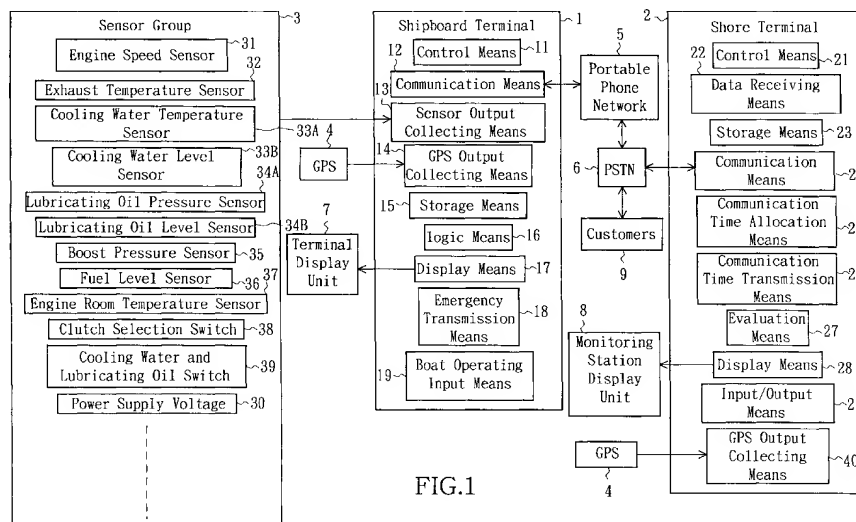 Sensor Group
3
Engine Speed Sensor
31
32
Exhaust Temperature Sensor
Cooling Water Temperature
Sensor
33A
33B
Cooling Water Level
Sensor
34A
Lubricating Oil Pressure Sensor
Lubricating Oil Level Sensor
34B
Boost Pressure Sensor
35
Fuel Level Sensor
36
37
Engine Room Temperature Sensor
Clutch Selection Switch
38
Cooling Water and
Lubricating Oil Switch
39
Power Supply Voltage
30
GPS
4
Terminal
Display
Unit
7
Shipboard Terminal
1
Control Means
11
12
Communication Means
13
Sensor Output
Collecting Means
14
GPS Output
Collecting Means
15
Storage Means
logic Means
16
Display Means
17
Emergency
Transmission
Means
18
19
Boat Operating
Input Means
5
Portable
Phone
Network
6
PSTN
Customers
9
8
Monitoring
Station
Display
Unit
GPS
4
2
Shore Terminal
Control Means
21
22
Data Receiving
Means
Storage Means
23
Communication
Means
2
Communication
Time Allocation
Means
2
Communication
Time Transmission
Means
2
Evaluation
Means
27
Display Means
28
Input/Output
Means
2
GPS Output
Collecting
Means
40
FIG.1